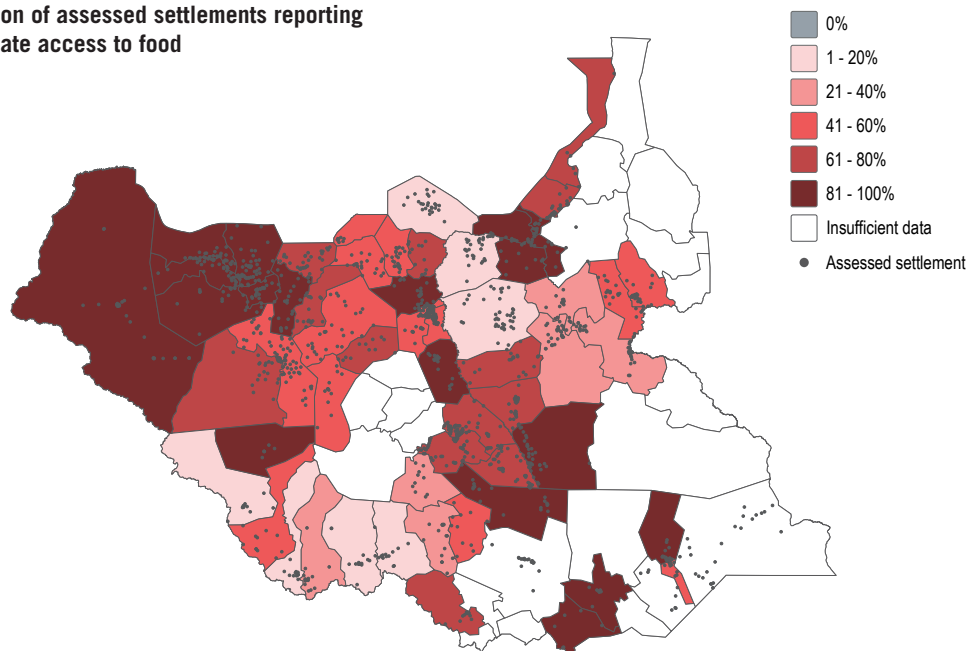 on of assessed settlements reporting
ate access to food
0%
1 - 20%
21 - 40%
41 - 60%
61 - 80%
81 - 100%
Insufficient data
Assessed settlement